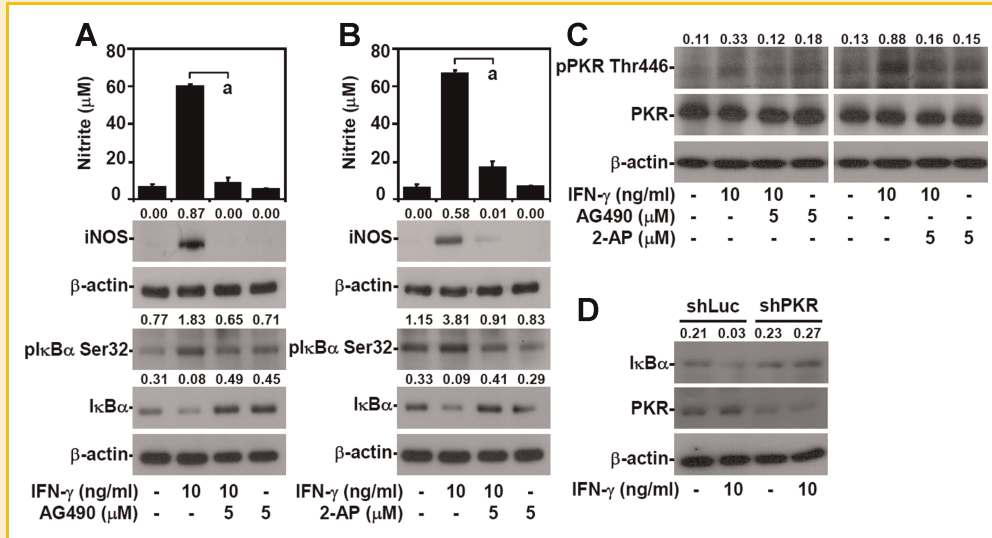 A
Nitrite (μM)
80
60
40
20
0
a
0.00 0.87 0.00 0.00
iNOS-
β-actin-
0.77 1.83 0.65 0.71
pIκBα Ser32-
0.31 0.08 0.49 0.45
IκBα-
β-actin-
IFN-γ (ng/ml) - 10 10 -
AG490 (μM) - - 5 5
B
Nitrite (μM)
80
60
40
20
0
a
0.00 0.58 0.01 0.00
iNOS-
β-actin-
1.15 3.81 0.91 0.83
pIκBα Ser32-
0.33 0.09 0.41 0.29
IκBα-
β-actin-
IFN-γ (ng/ml) - 10 10 -
2-AP (μM) - - 5 5
C
0.11 0.33 0.12 0.18 0.13 0.88 0.16 0.15
pPKR Thr446-
PKR-
β-actin-
IFN-γ (ng/ml) - 10 10 - - 10 10 -
AG490 (μM) - - 5 5 - - - -
2-AP (μM) - - - - - - 5 5
D
shLuc shPKR
0.21 0.03 0.23 0.27
IκBα-
PKR-
β-actin-
IFN-γ (ng/ml) - 10 - 10